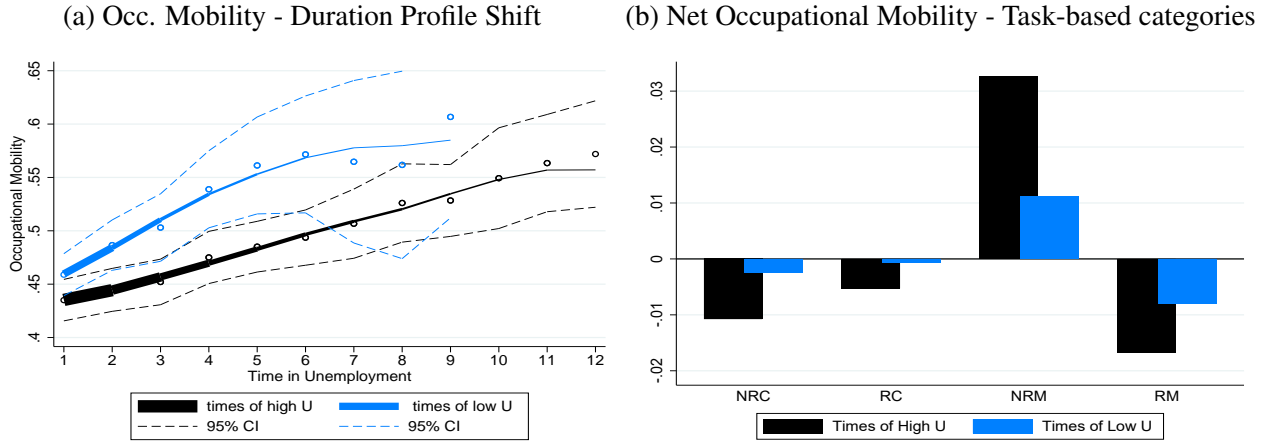 (a) Occ. Mobility - Duration Profile Shift
Occupational Mobility
.65
.6
.55
.5
.45
.4
1 2 3 4 5 6 7 8 9 10 11 12
Time in Unemployment
times of high U times of low U
95% CI 95% CI
(b) Net Occupational Mobility - Task-based categories
.03
.02
.01
0
-.01
-.02
NRC RC NRM RM
Times of High U Times of Low U